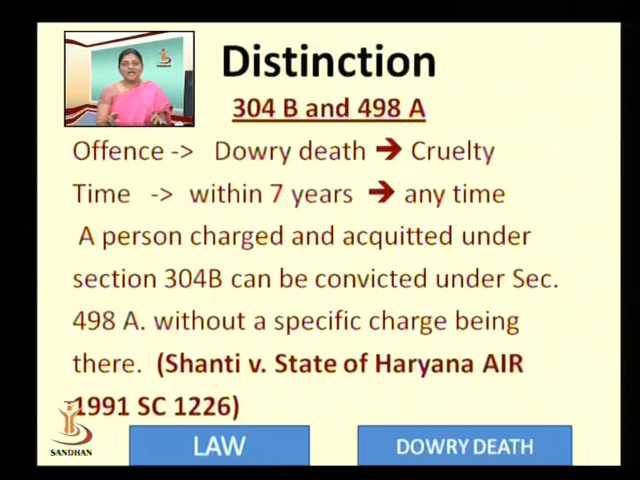 Distinction
304 B and 498 A
Offence -> Dowry death ➔ Cruelty
Time -> within 7 years ➔ any time
A person charged and acquitted under
section 304B can be convicted under Sec.
498 A. without a specific charge being
there. (Shanti v. State of Haryana AIR
1991 SC 1226)
SANDHAN
LAW
DOWRY DEATH